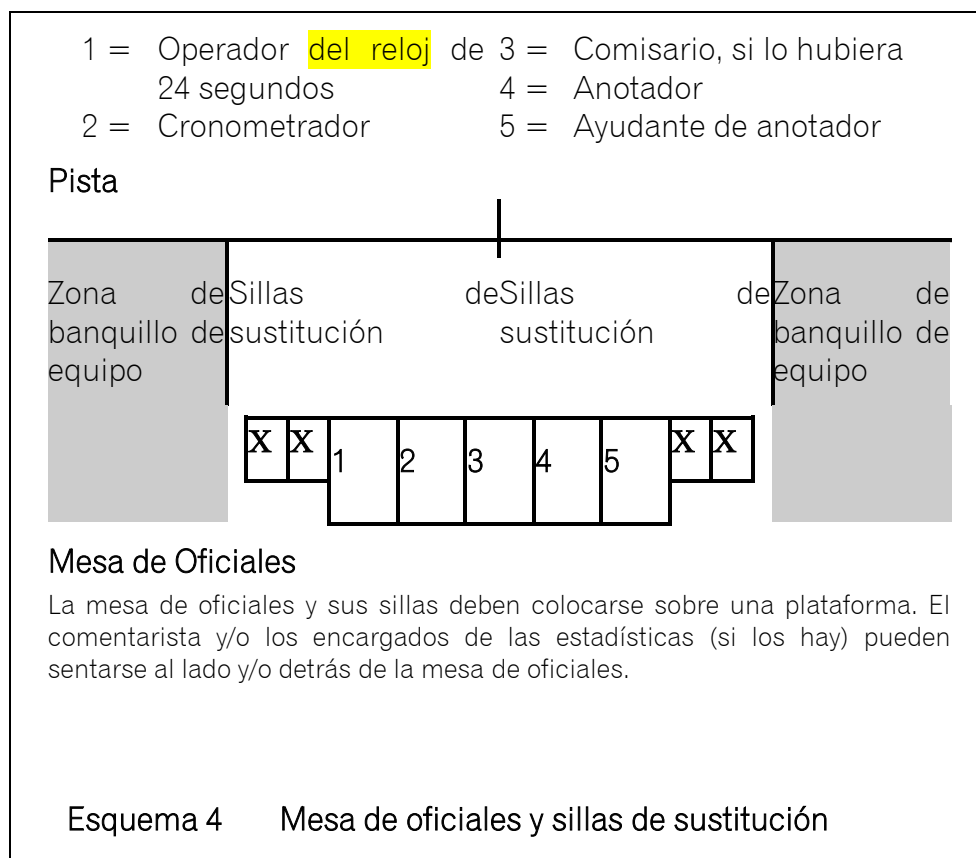 1 = Operador del reloj de 24 segundos
2 = Cronometrador
3 = Comisario, si lo hubiera
4 = Anotador
5 = Ayudante de anotador
Pista
Zona de
banquillo de
equipo
Sillas de
sustitución
Sillas de
sustitución
Zona de
banquillo de
equipo
X X 1 2 3 4 5 X X
Mesa de Oficiales
La mesa de oficiales y sus sillas deben colocarse sobre una plataforma. El
comentarista y/o los encargados de las estadísticas (si los hay) pueden
sentarse al lado y/o detrás de la mesa de oficiales.
Esquema 4 Mesa de oficiales y sillas de sustitución